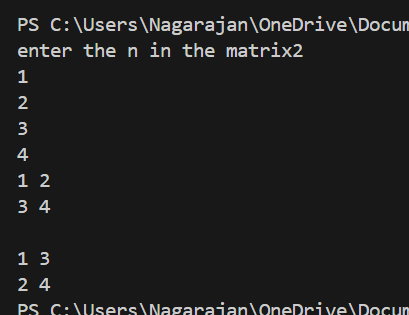 PS C:\Users\Nagarajan\OneDrive\Docum
enter the n in the matrix2
1
2
3
4
1 2
3 4
1 3
2 4
PS C:\Users\Nagarajan\OneDrive\Docum